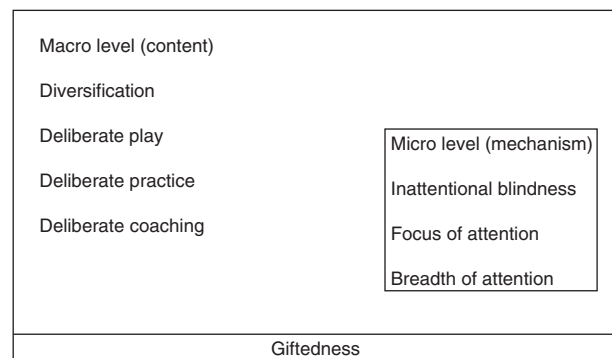 Macro level (content)
Diversification
Deliberate play
Deliberate practice
Deliberate coaching
Micro level (mechanism)
Inattentional blindness
Focus of attention
Breadth of attention
Giftedness